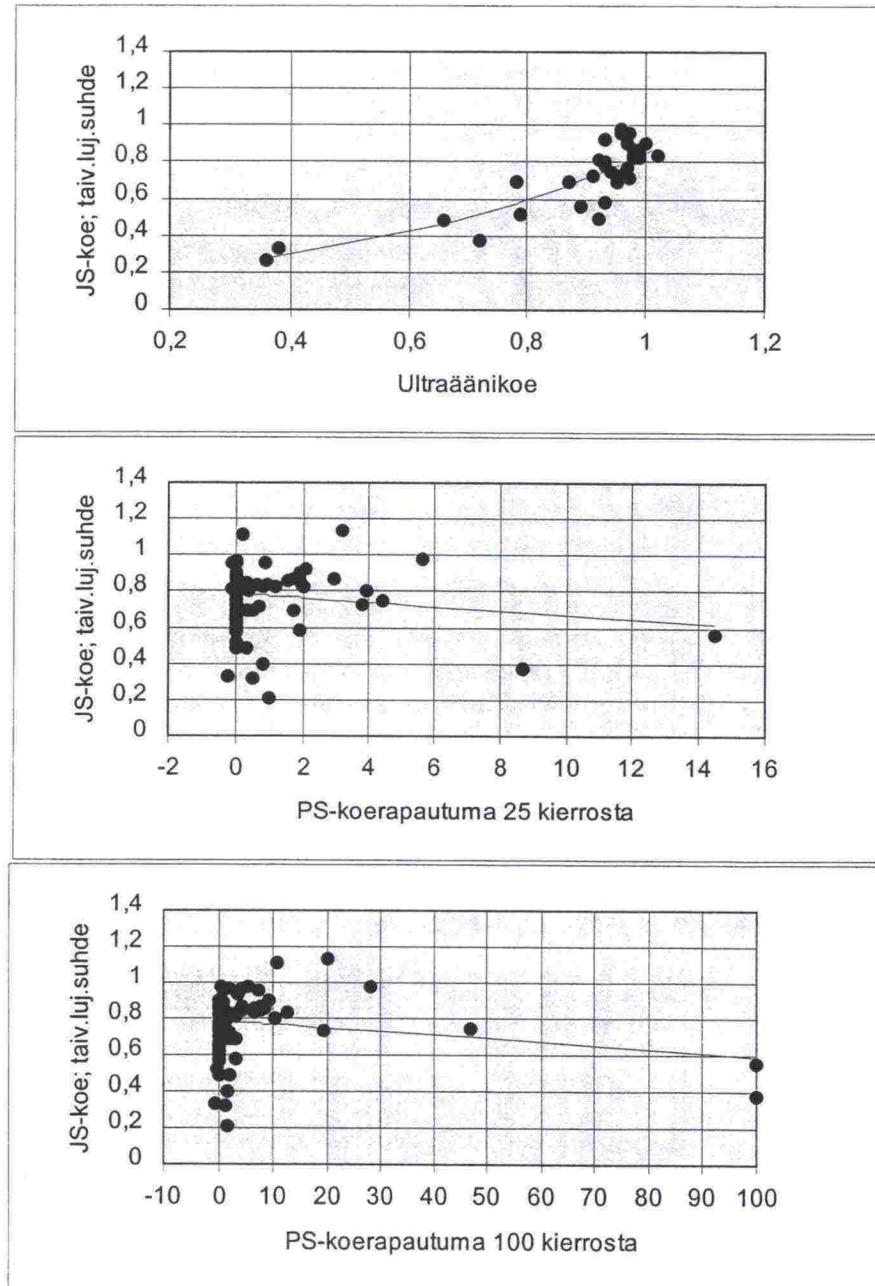 JS-koe; taiv.luj.suhde
1,4
1,2
1
0,8
0,6
0,4
0,2
0
0,2 0,4 0,6 0,8 1 1,2
Ultraäänikoe
JS-koe; taiv.luj.suhde
1,4
1,2
1
0,8
0,6
0,4
0,2
0
-2 0 2 4 6 8 10 12 14 16
PS-koerapautuma 25 kierrosta
JS-koe; taiv.luj.suhde
1,4
1,2
1
0,8
0,6
0,4
0,2
0
-10 0 10 20 30 40 50 60 70 80 90 100
PS-koerapautuma 100 kierrosta